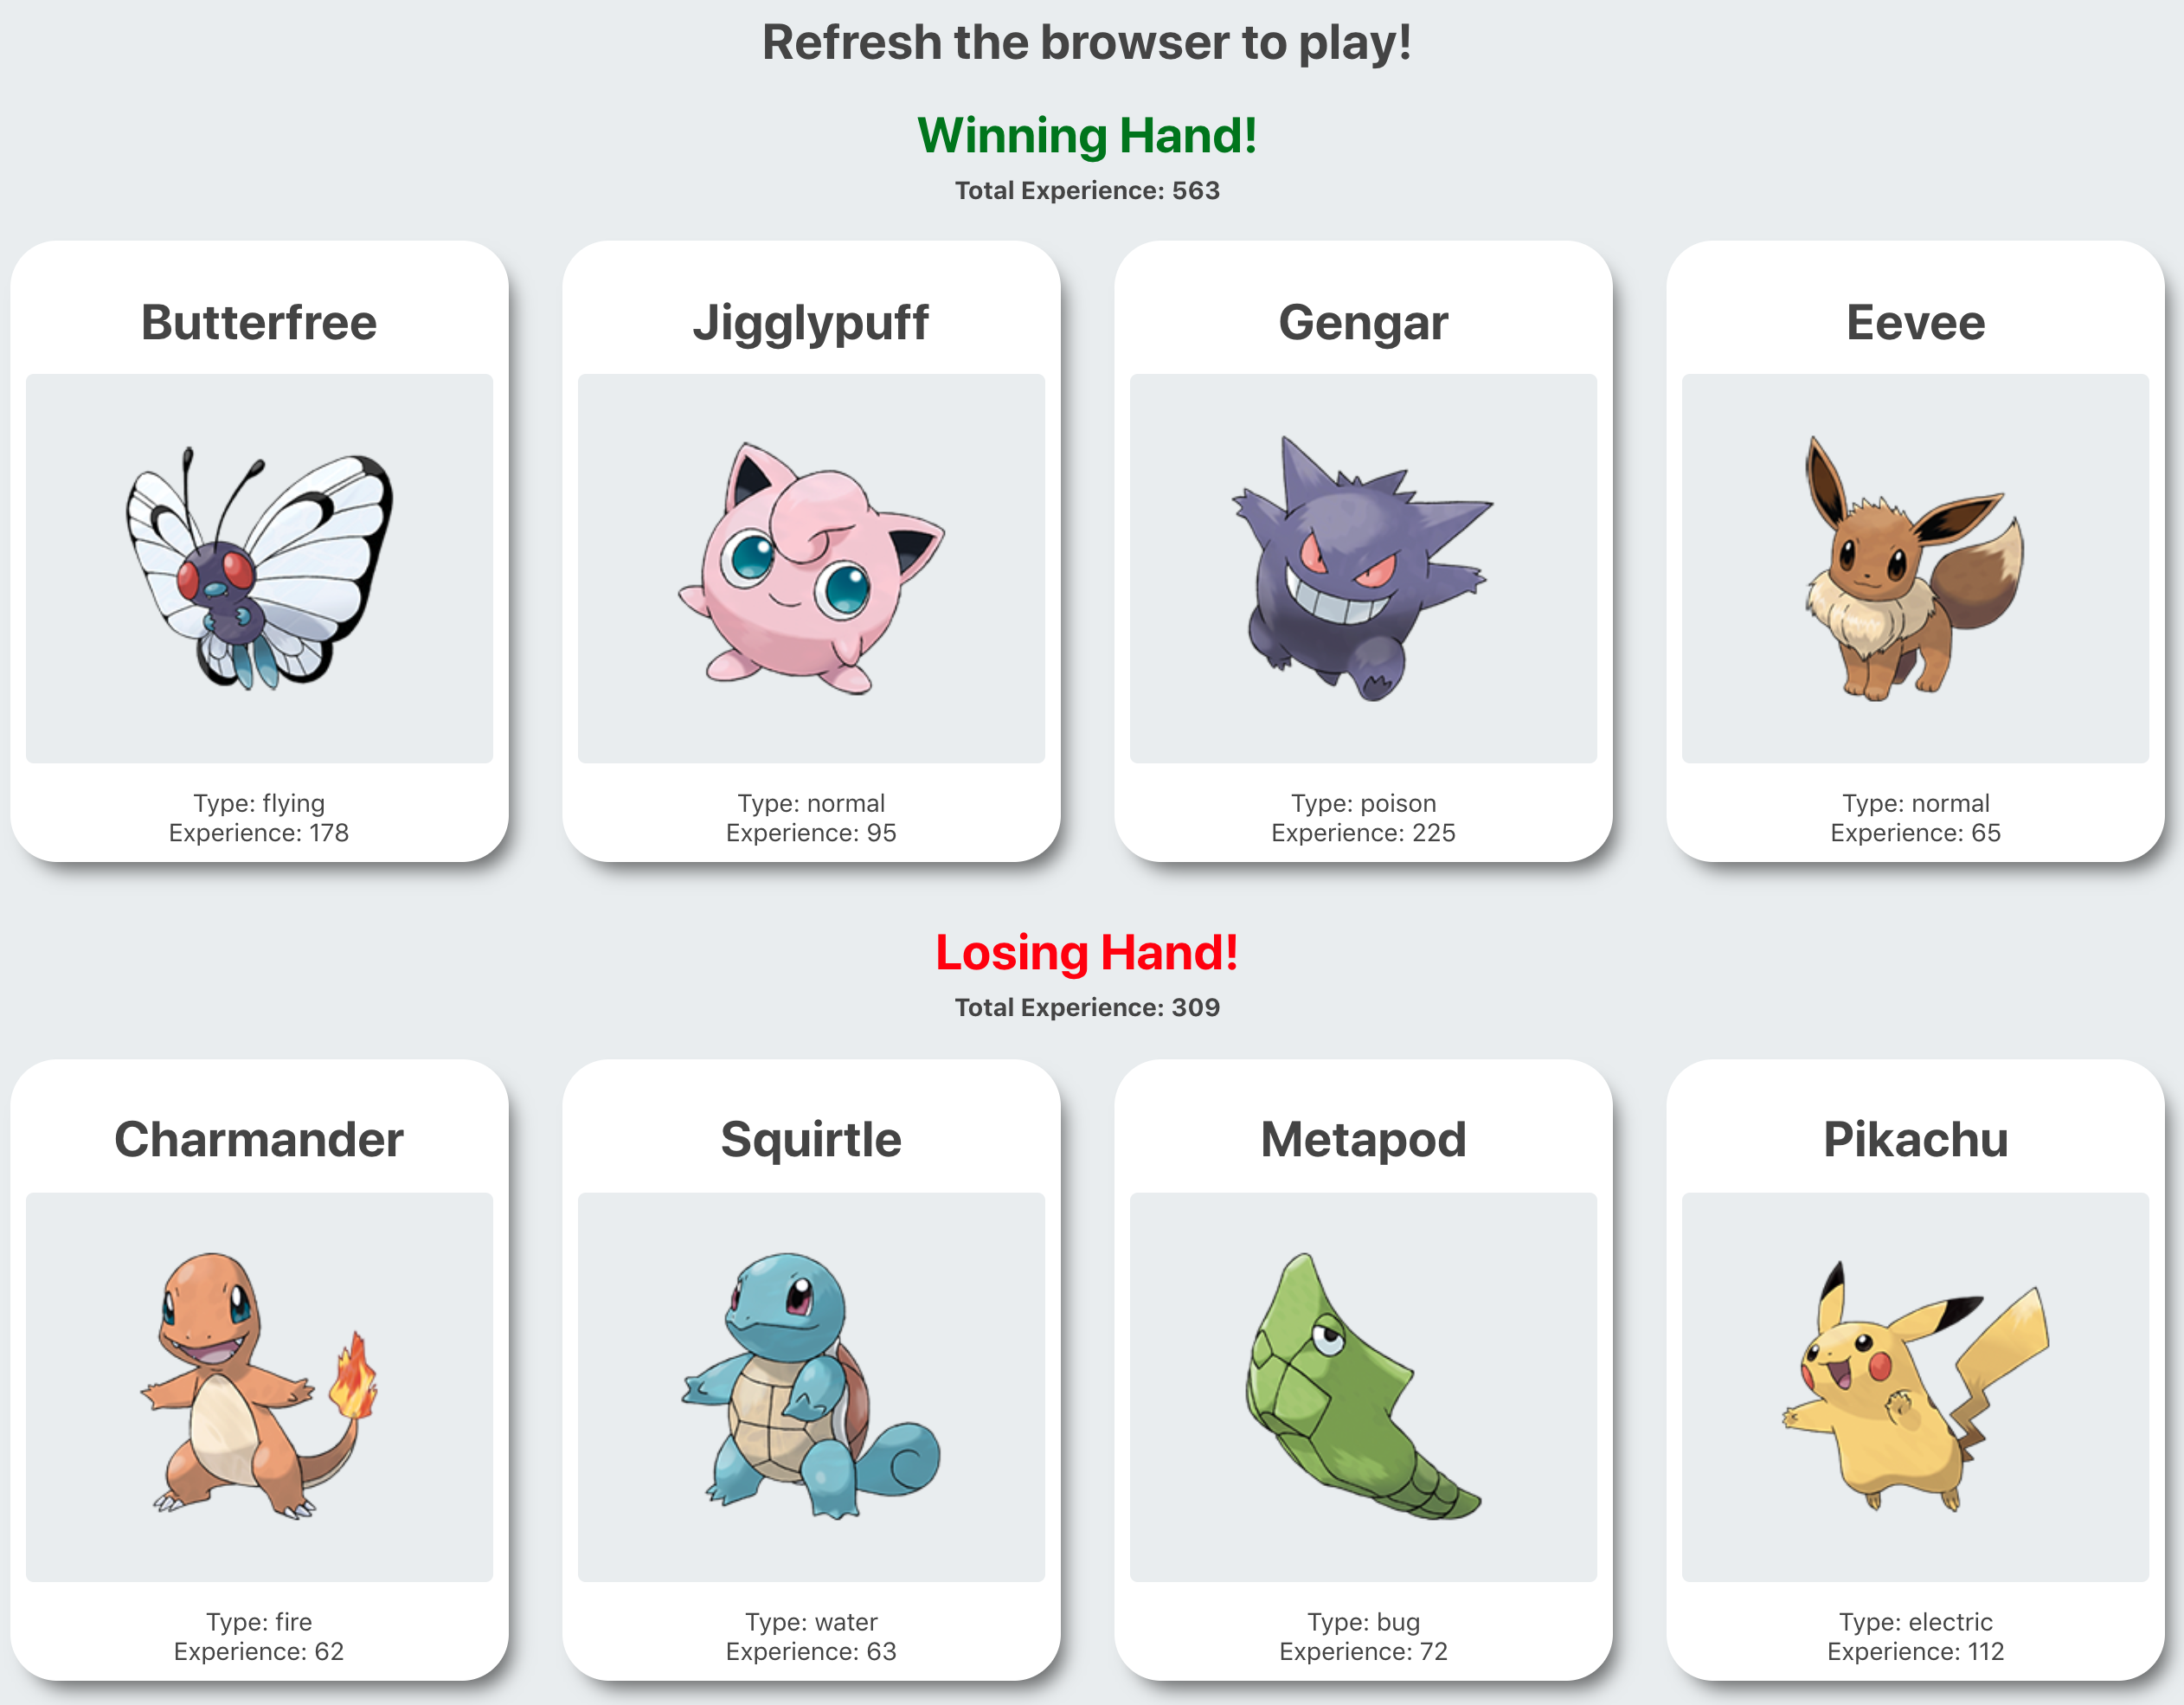 Refresh the browser to play!
Winning Hand!
Total Experience: 563
Butterfree
Type: flying
Experience: 178
Jigglypuff
Type: normal
Experience: 95
Gengar
Type: poison
Experience: 225
Eevee
Type: normal
Experience: 65
Losing Hand!
Total Experience: 309
Charmander
Type: fire
Experience: 62
Squirtle
Type: water
Experience: 63
Metapod
Type: bug
Experience: 72
Pikachu
Type: electric
Experience: 112